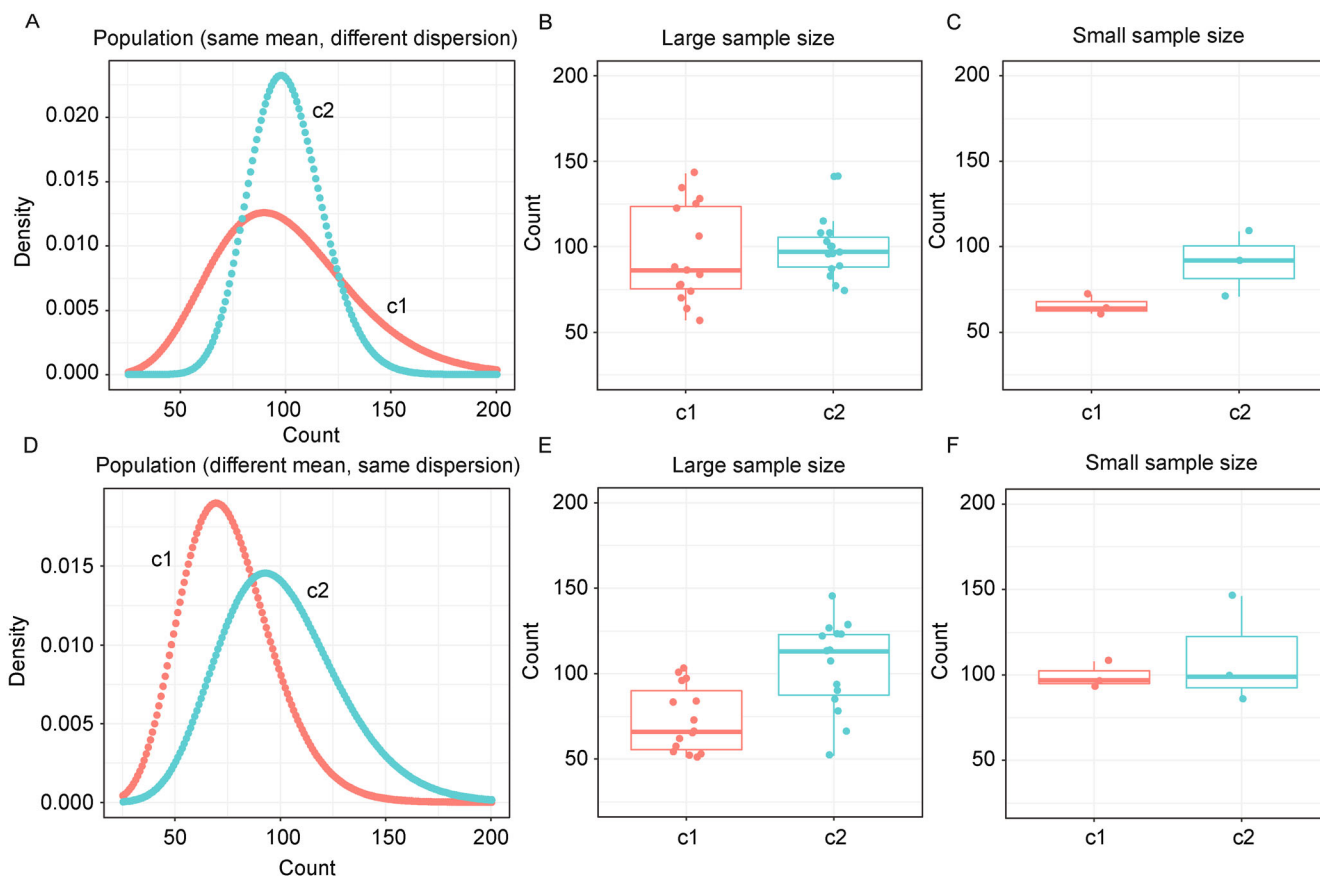 A
Population (same mean, different dispersion)
Density
0.020
0.015
0.010
0.005
0.000
c2
c1
50
100
150
200
Count
B
Large sample size
Count
200
150
100
50
c1
c2
C
Small sample size
Count
200
150
100
50
c1
c2
D
Population (different mean, same dispersion)
Density
0.015
0.010
0.005
0.000
c1
c2
50
100
150
200
Count
E
Large sample size
Count
200
150
100
50
c1
c2
F
Small sample size
Count
200
150
100
50
c1
c2